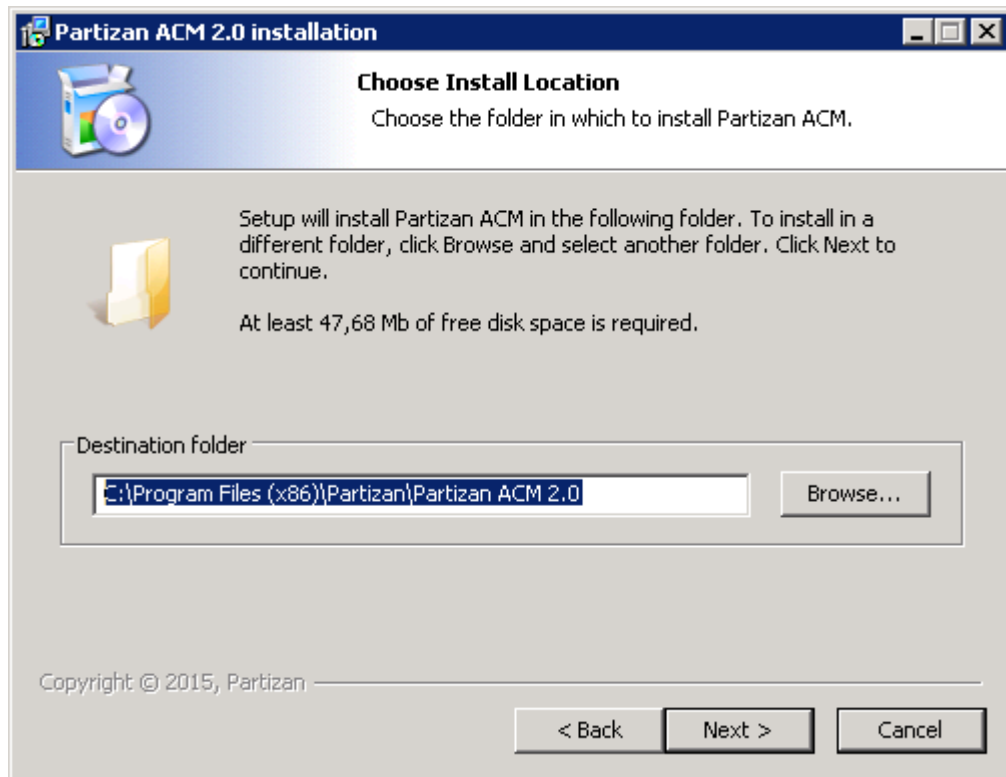 Partizan ACM 2.0 installation
Choose Install Location
Choose the folder in which to install Partizan ACM.
Setup will install Partizan ACM in the following folder. To install in a
different folder, click Browse and select another folder. Click Next to
continue.
At least 47,68 Mb of free disk space is required.
Destination folder
C:\Program Files (x86)\Partizan\Partizan ACM 2.0
Browse...
Copyright © 2015, Partizan
< Back
Next >
Cancel